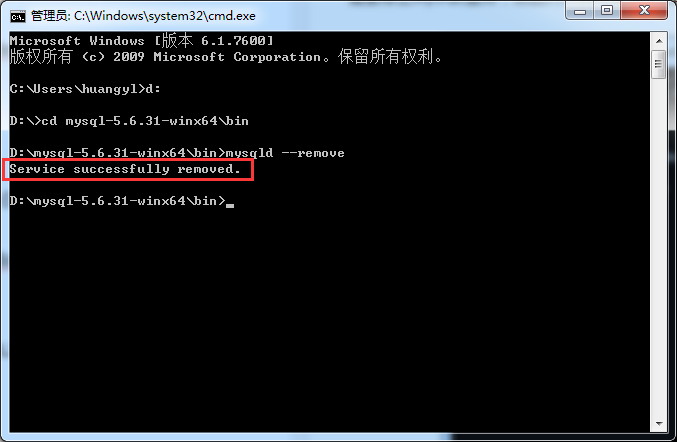 管理员: C:\Windows\system32\cmd.exe
Microsoft Windows [版本 6.1.7600]
版权所有 (c) 2009 Microsoft Corporation。保留所有权利。
C:\Users\huangyl>d:
D:\>cd mysql-5.6.31-winx64\bin
D:\mysql-5.6.31-winx64\bin>mysqld --remove
Service successfully removed.
D:\mysql-5.6.31-winx64\bin>_